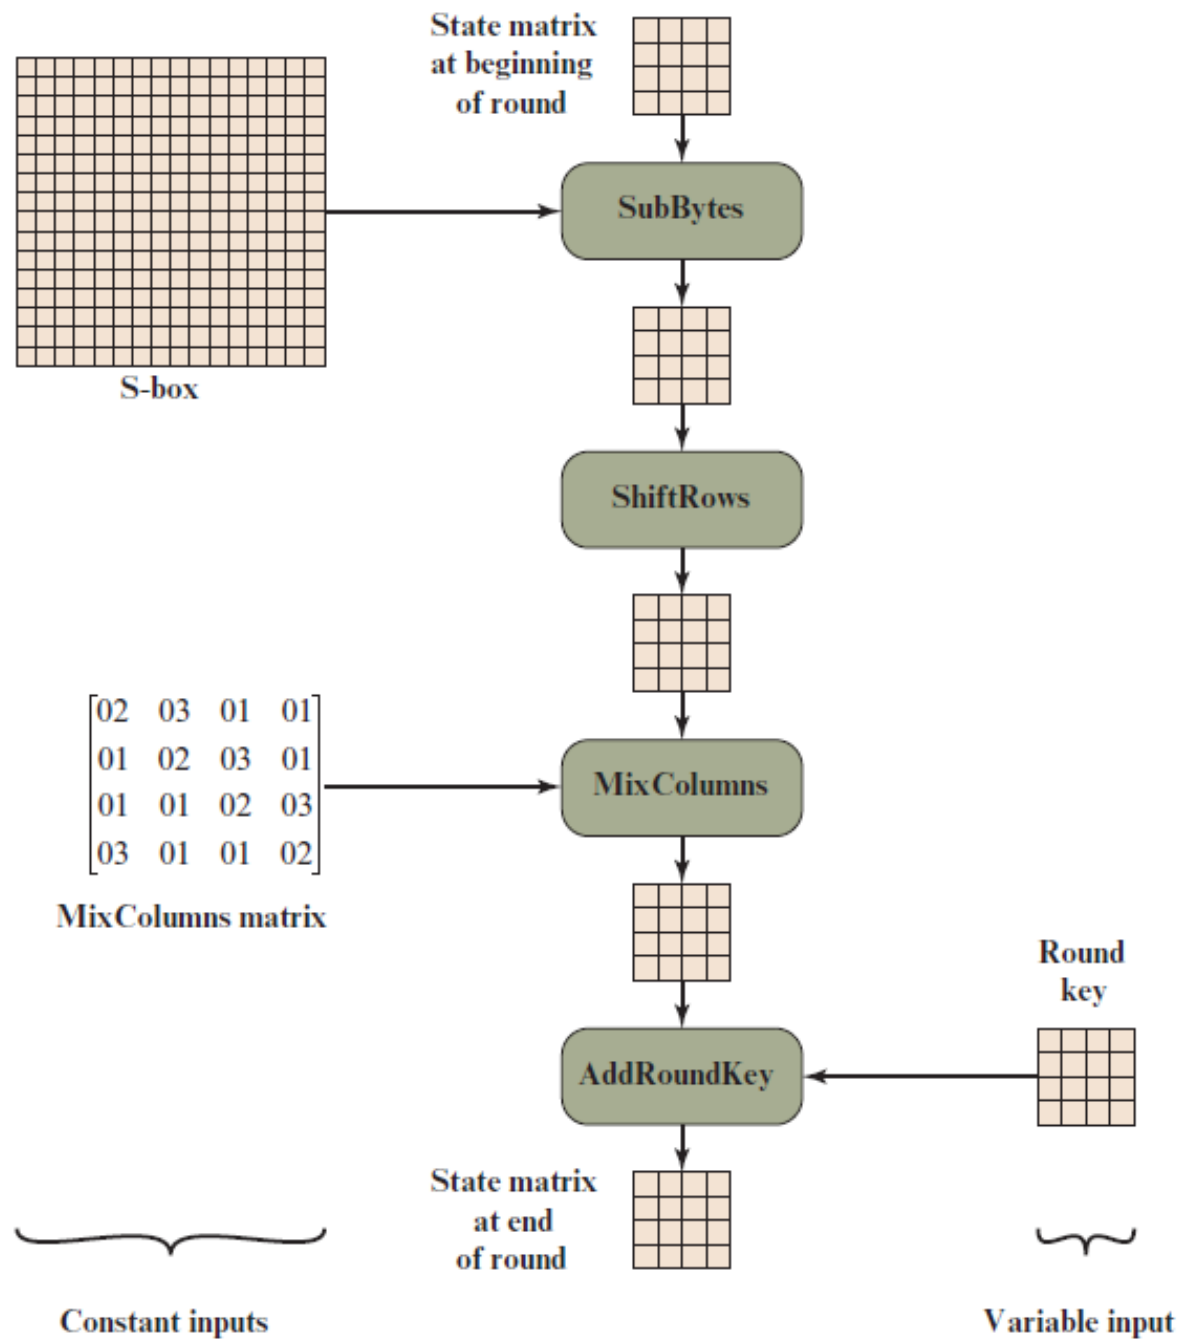 State matrix
at beginning
of round
SubBytes
S-box
ShiftRows
02 03 01 01
01 02 03 01
01 01 02 03
03 01 01 02
MixColumns
MixColumns matrix
Round
key
AddRoundKey
State matrix
at end
of round
Constant inputs
Variable input